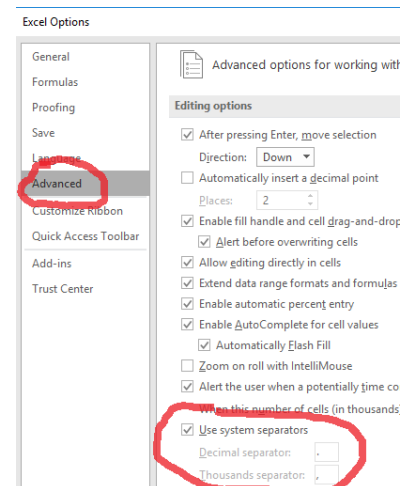 Excel Options
General
Formulas
Proofing
Save
Language
Advanced
Customize Ribbon
Quick Access Toolbar
Add-ins
Trust Center
Advanced options for working with
Editing options
After pressing Enter, move selection
Direction: Down
Automatically insert a decimal point
Places: 2
Enable fill handle and cell drag-and-drop
Alert before overwriting cells
Allow editing directly in cells
Extend data range formats and formulas
Enable automatic percent entry
Enable AutoComplete for cell values
Automatically Flash Fill
Zoom on roll with IntelliMouse
Alert the user when a potentially time co
When this number of cells (in thousands)
Use system separators
Decimal separator: .
Thousands separator: ,